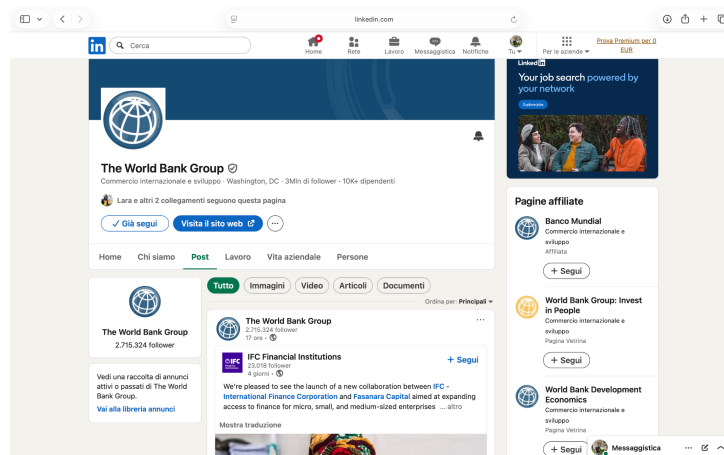 linkedin.com
in
Cerca
Home
Rete
Lavoro
Messaggistica
Notifiche
Tu
Per le aziende
Prova Premium per 0
EUR
The World Bank Group
Commercio internazionale e sviluppo · Washington, DC · 3Mln di follower · 10K+ dipendenti
Lara e altri 2 collegamenti seguono questa pagina
✓ Già segui
Visita il sito web
Home
Chi siamo
Post
Lavoro
Vita aziendale
Persone
The World Bank Group
2.715.324 follower
Vedi una raccolta di annunci
attivi o passati di The World
Bank Group.
Vai alla libreria annunci
Tutto
Immagini
Video
Articoli
Documenti
Ordina per: Principali
The World Bank Group
2.715.324 follower
17 ore •
IFC
IFC Financial Institutions
23.018 follower
4 giorni •
+ Segui
We're pleased to see the launch of a new collaboration between IFC -
International Finance Corporation and Fasanara Capital aimed at expanding
access to finance for micro, small, and medium-sized enterprises ... altro
Mostra traduzione
Linked in
Your job search powered by
your network
Pagine affiliate
Banco Mundial
Commercio internazionale e
sviluppo
Affiliata
+ Segui
World Bank Group: Invest
in People
Commercio internazionale e
sviluppo
Pagina Vetrina
+ Segui
World Bank Development
Economics
Commercio internazionale e
sviluppo
Pagina Vetrina
+ Segui
Messaggistica